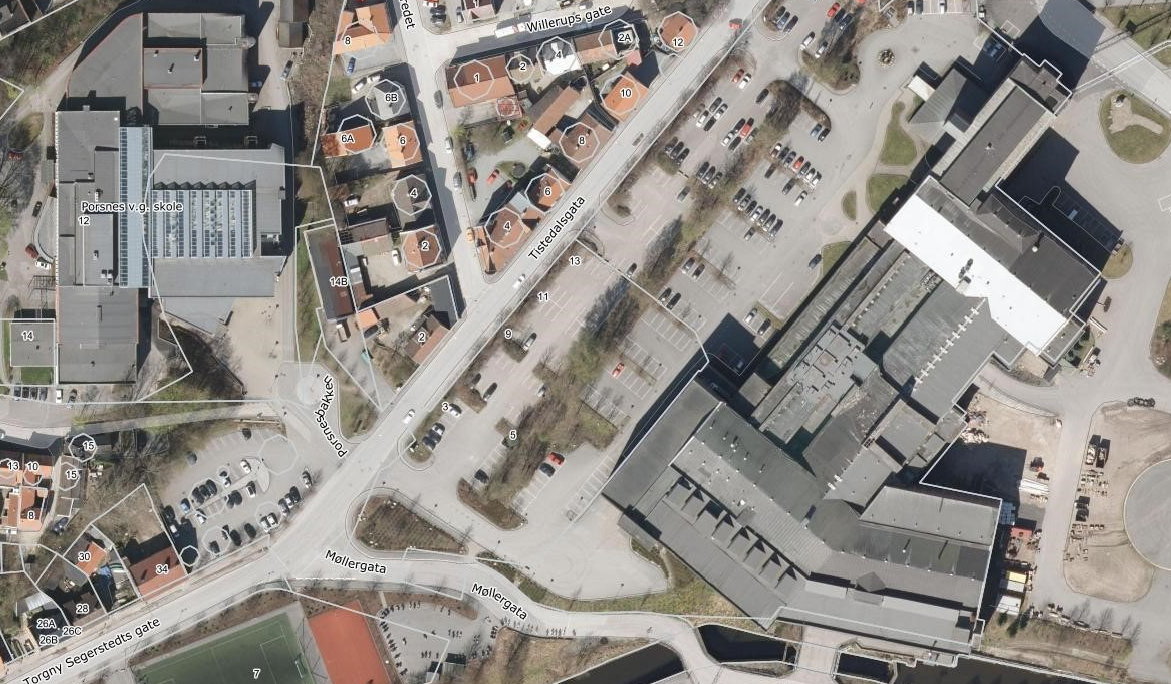 redet
Willerups gate
8
2A
12
4
2
1
6B
10
6A
6
8
4
6
Porsnes v.g. skole
12
2
4
Tistedalsgata
13
14B
11
14
9
2
Porsnesbakken
3
5
15
13
10
15
8
30
34
Møllergata
28
Møllergata
26A
26C
26B
Torgny Segerstedts gate
7